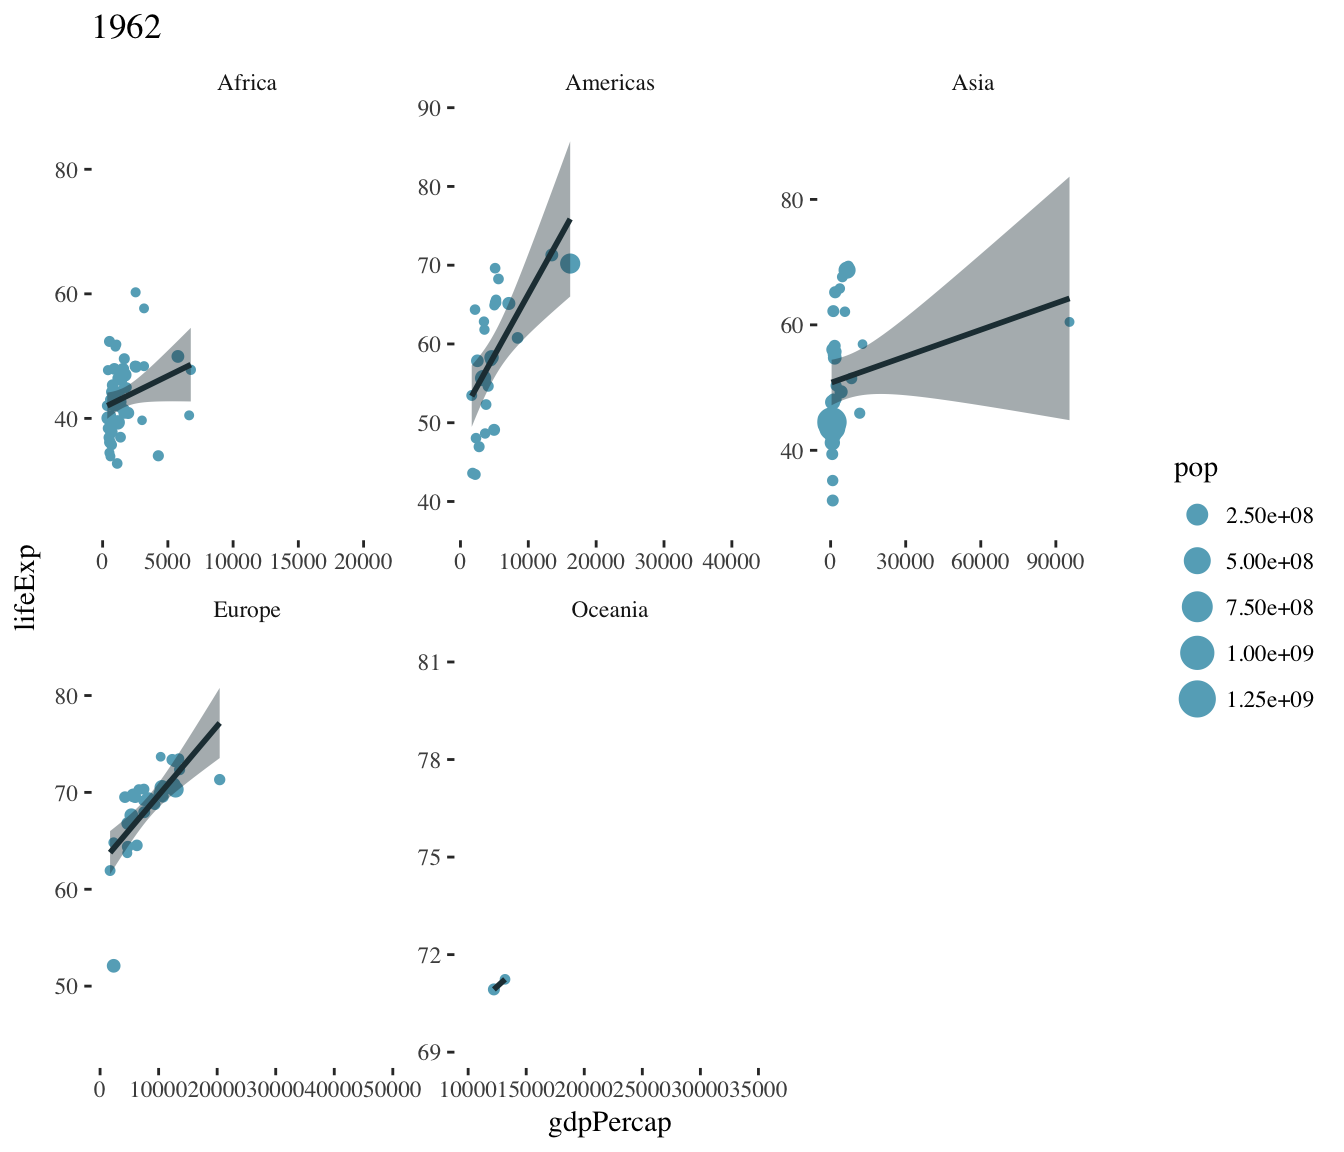 1962
Africa
Americas
Asia
80
60
40
90
80
70
60
50
40
80
60
40
0 5000 10000 15000 20000
0 10000 20000 30000 40000
0 30000 60000 90000
Europe
Oceania
80
70
60
50
81
78
75
72
69
0 10000 20000 30000 40000 50000
10000 15000 20000 25000 30000 35000
lifeExp
gdpPercap
pop
2.50e+08
5.00e+08
7.50e+08
1.00e+09
1.25e+09